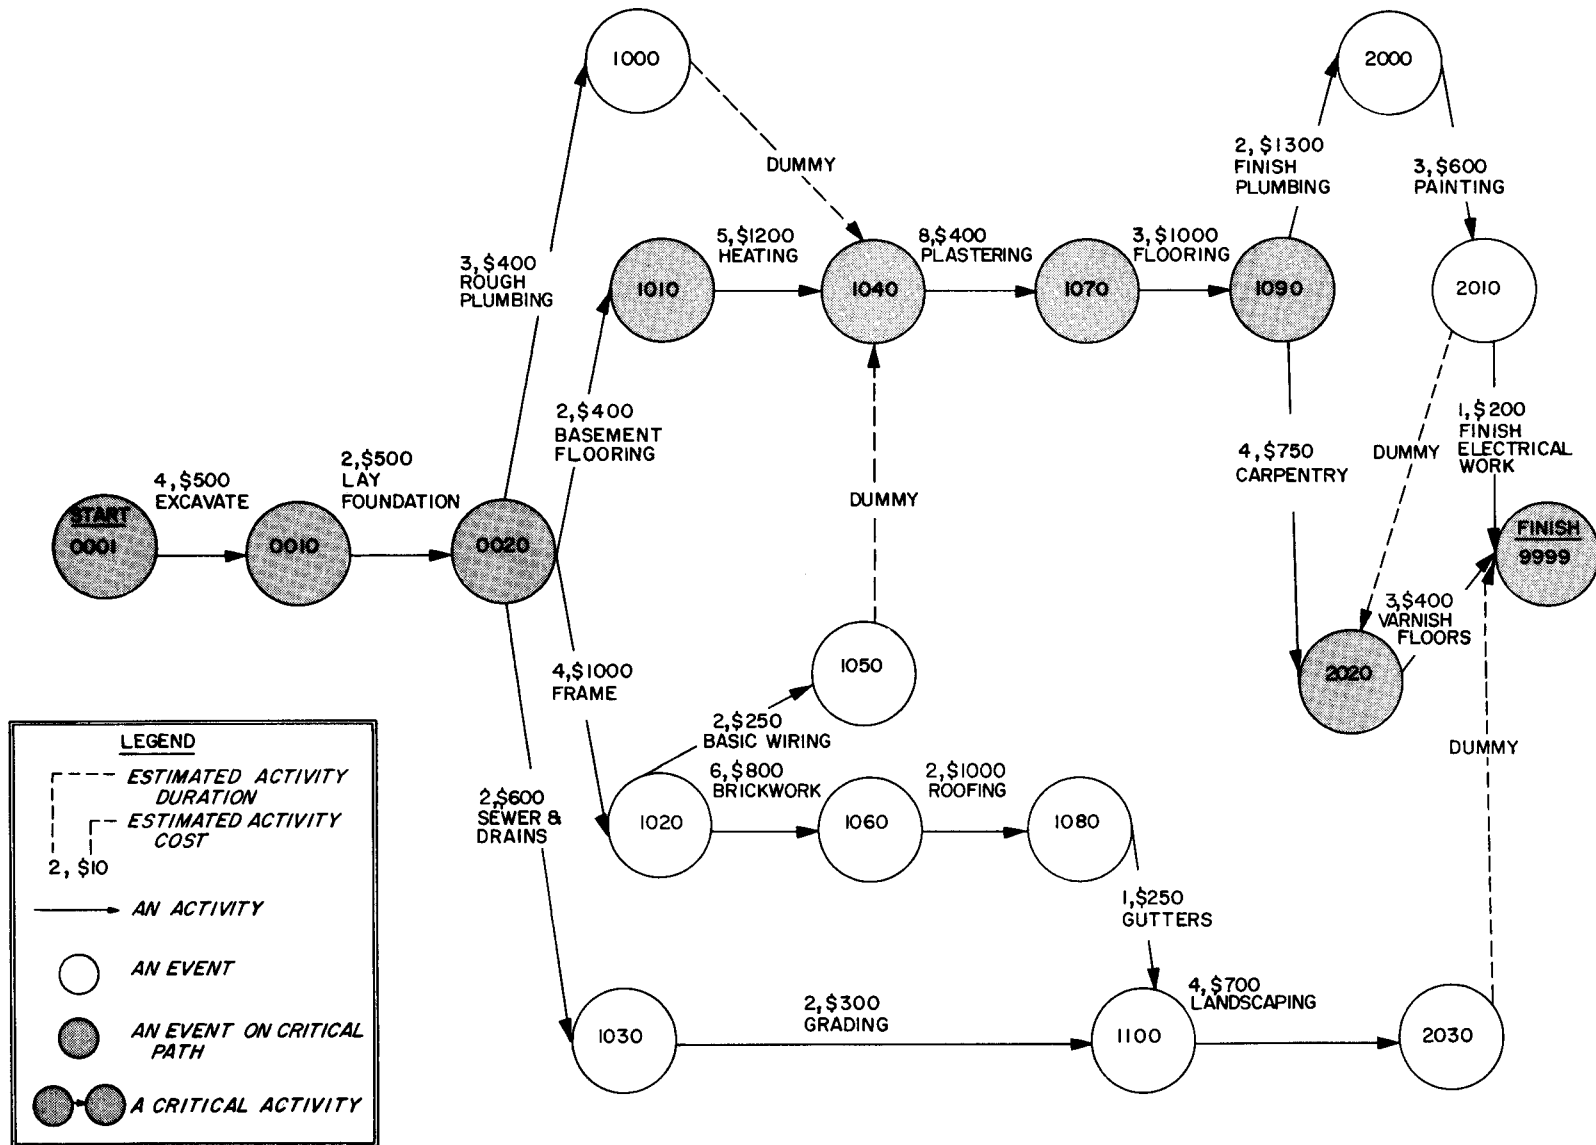 1000
2000
DUMMY
2, $1300
FINISH
PLUMBING
3, $600
PAINTING
3, $400
ROUGH
PLUMBING
5, $1200
HEATING
8, $400
PLASTERING
3, $1000
FLOORING
1010
1040
1070
1090
2010
2, $400
BASEMENT
FLOORING
4, $500
EXCAVATE
2, $500
LAY
FOUNDATION
DUMMY
4, $750
CARPENTRY
DUMMY
1, $200
FINISH
ELECTRICAL
WORK
START
0001
0010
0020
FINISH
9999
3, $400
VARNISH
FLOORS
4, $1000
FRAME
1050
2020
2, $250
BASIC WIRING
DUMMY
6, $800
BRICKWORK
2, $1000
ROOFING
2, $600
SEWER &
DRAINS
1020
1060
1080
1, $250
GUTTERS
2, $300
GRADING
4, $700
LANDSCAPING
1030
1100
2030
LEGEND
ESTIMATED ACTIVITY
DURATION
ESTIMATED ACTIVITY
COST
2, $10
AN ACTIVITY
AN EVENT
AN EVENT ON CRITICAL
PATH
A CRITICAL ACTIVITY